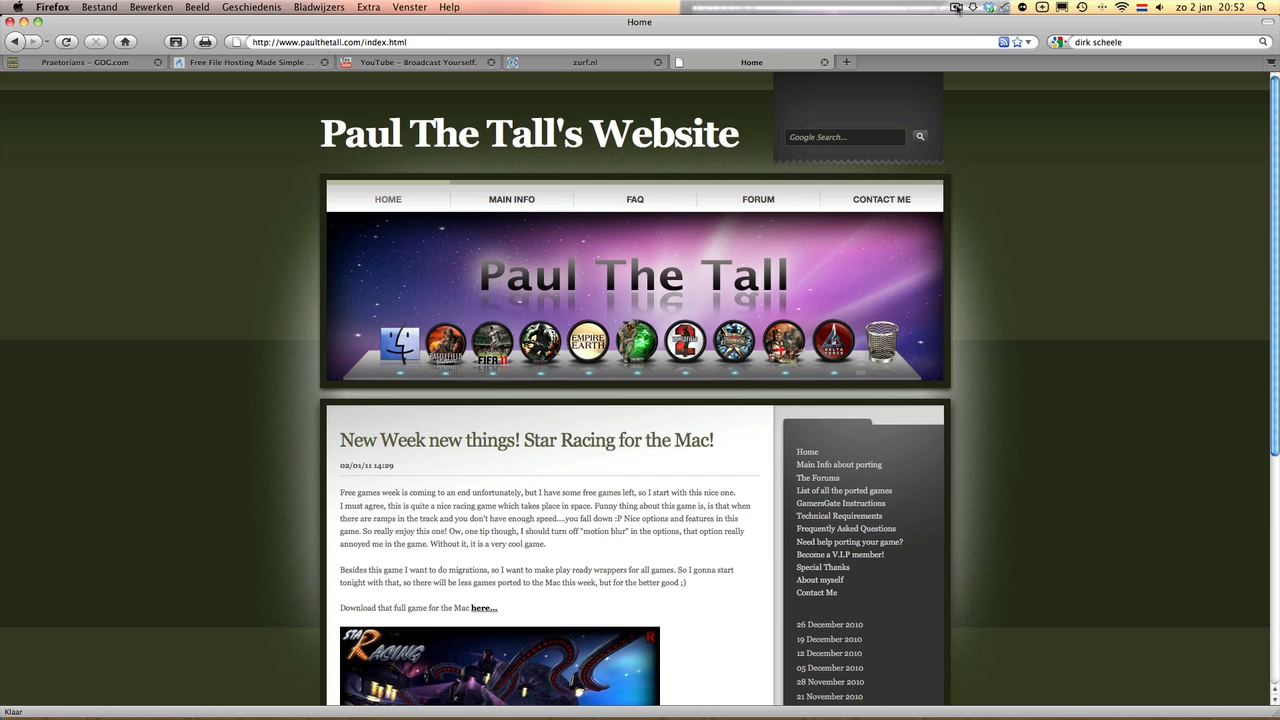 Firefox Bestand Bewerken Beeld Geschiedenis Bladwijzers Extra Venster Help zo 2 jan 20:52
Home
http://www.paulthetall.com/index.html dirk scheele
Praetorians - GOG.com Free File Hosting Made Simple ... YouTube - Broadcast Yourself. zurf.nl Home
Paul The Tall's Website
Google Search...
HOME MAIN INFO FAQ FORUM CONTACT ME
Paul The Tall
BATTLEFIELD FIFA 11 EMPIRE EARTH BATTLEFIELD 2 DELTA FORCE
New Week new things! Star Racing for the Mac!
02/01/11 14:29
Free games week is coming to an end unfortunately, but I have some free games left, so I start with this nice one.
I must agree, this is quite a nice racing game which takes place in space. Funny thing about this game is, is that when
there are ramps in the track and you don't have enough speed....you fall down :P Nice options and features in this
game. So really enjoy this one! Ow, one tip though, I should turn off "motion blur" in the options, that option really
annoyed me in the game. Without it, it is a very cool game.
Besides this game I want to do migrations, so I want to make play ready wrappers for all games. So I gonna start
tonight with that, so there will be less games ported to the Mac this week, but for the better good ;)
Download that full game for the Mac here...
STAR RACING R
Home
Main Info about porting
The Forums
List of all the ported games
GamersGate Instructions
Technical Requirements
Frequently Asked Questions
Need help porting your game?
Become a V.I.P member!
Special Thanks
About myself
Contact Me
26 December 2010
19 December 2010
12 December 2010
05 December 2010
28 November 2010
21 November 2010
Klaar